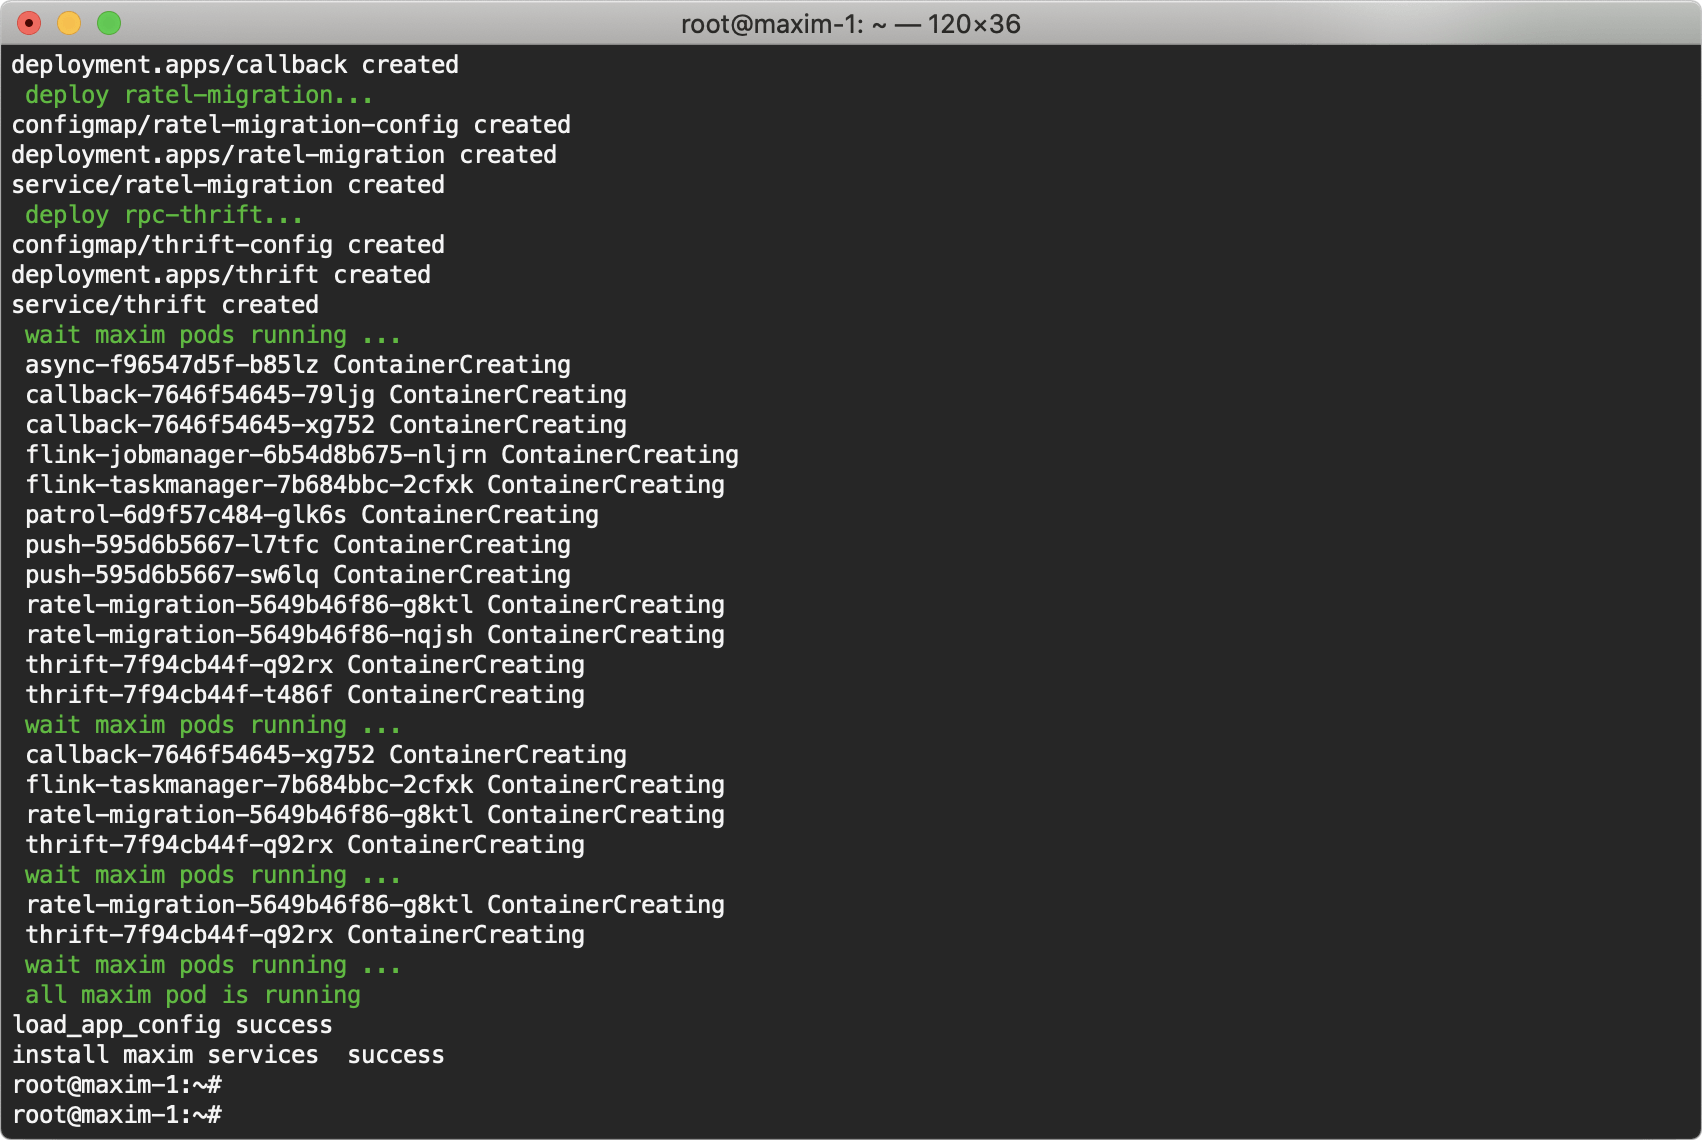 root@maxim-1: ~ — 120×36
deployment.apps/callback created
deploy ratel-migration...
configmap/ratel-migration-config created
deployment.apps/ratel-migration created
service/ratel-migration created
deploy rpc-thrift...
configmap/thrift-config created
deployment.apps/thrift created
service/thrift created
wait maxim pods running ...
async-f96547d5f-b85lz ContainerCreating
callback-7646f54645-79ljg ContainerCreating
callback-7646f54645-xg752 ContainerCreating
flink-jobmanager-6b54d8b675-nljrn ContainerCreating
flink-taskmanager-7b684bbc-2cfxk ContainerCreating
patrol-6d9f57c484-glk6s ContainerCreating
push-595d6b5667-l7tfc ContainerCreating
push-595d6b5667-sw6lq ContainerCreating
ratel-migration-5649b46f86-g8ktl ContainerCreating
ratel-migration-5649b46f86-nqjsh ContainerCreating
thrift-7f94cb44f-q92rx ContainerCreating
thrift-7f94cb44f-t486f ContainerCreating
wait maxim pods running ...
callback-7646f54645-xg752 ContainerCreating
flink-taskmanager-7b684bbc-2cfxk ContainerCreating
ratel-migration-5649b46f86-g8ktl ContainerCreating
thrift-7f94cb44f-q92rx ContainerCreating
wait maxim pods running ...
ratel-migration-5649b46f86-g8ktl ContainerCreating
thrift-7f94cb44f-q92rx ContainerCreating
wait maxim pods running ...
all maxim pod is running
load_app_config success
install maxim services  success
root@maxim-1:~#
root@maxim-1:~#